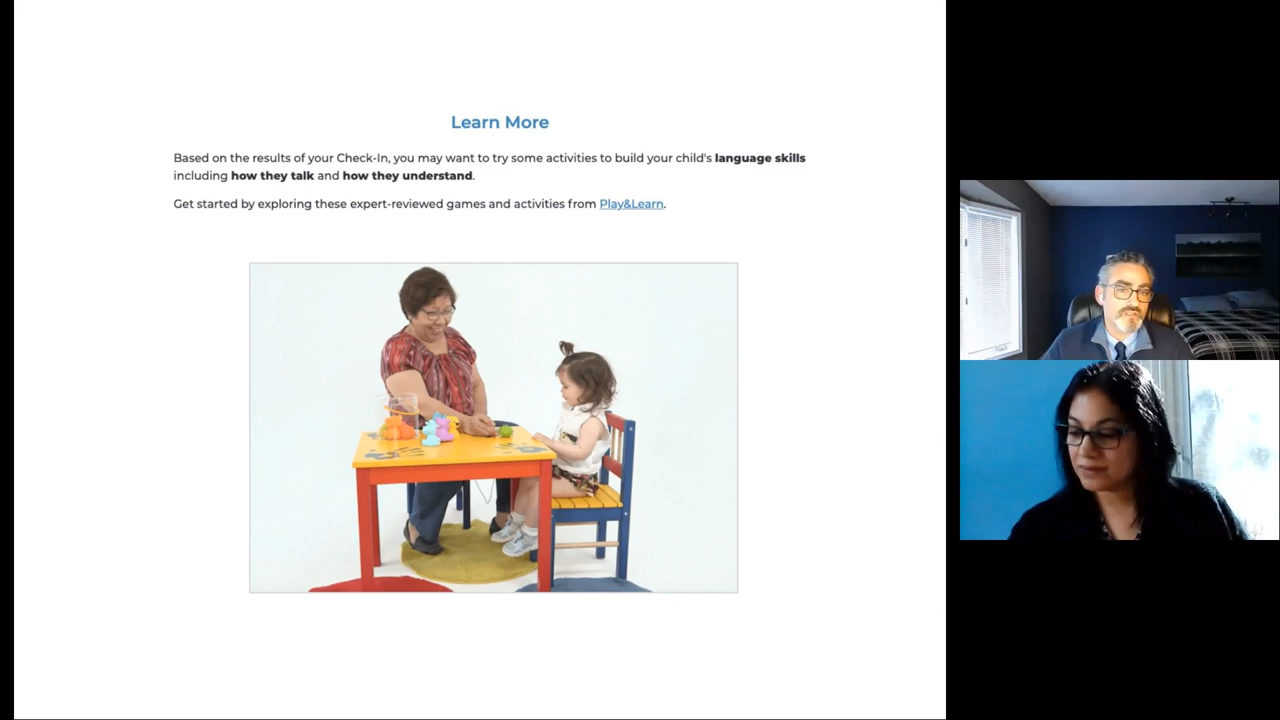 Learn More
Based on the results of your Check-In, you may want to try some activities to build your child's language skills
including how they talk and how they understand.
Get started by exploring these expert-reviewed games and activities from Play&Learn.